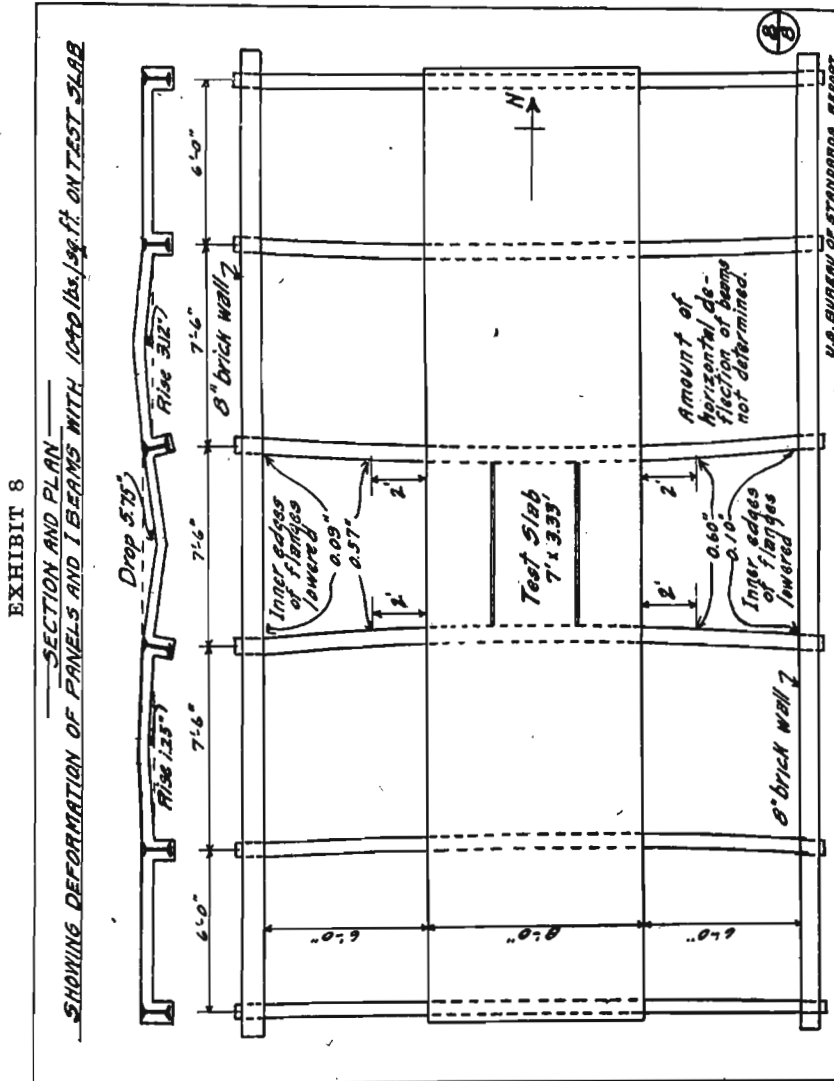 EXHIBIT 8
SECTION AND PLAN
SHOWING DEFORMATION OF PANELS AND I BEAMS WITH 1040 lbs./sq.ft. ON TEST SLAB
6'-0"
7'-6"
7'-6"
7'-6"
6'-0"
Rise 1.25"
Drop 5.75"
Rise 3.12"
8" brick wall
Inner edges
of flanges
lowered
0.09"
0.57"
2'
2'
6'-0"
8'-0"
6'-0"
Test Slab
7' x 3.33'
N
2'
2'
0.60"
0.10"
Inner edges
of flanges
lowered
Amount of
horizontal de-
flection of beams
not determined.
8" brick wall
8/8
U.S. BUREAU OF STANDARDS REPORT